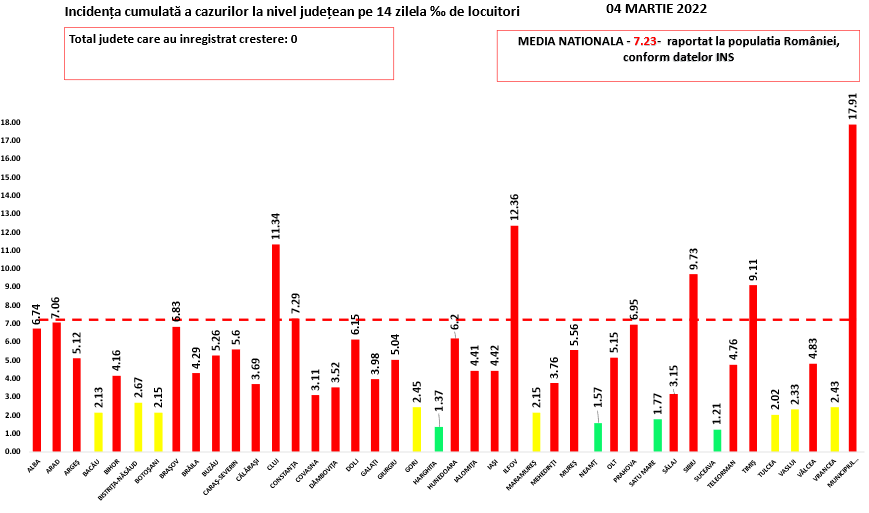 Incidența cumulată a cazurilor la nivel județean pe 14 zilela ‰ de locuitori
04 MARTIE 2022
Total judete care au inregistrat crestere: 0
MEDIA NATIONALA - 7.23- raportat la populatia României,
conform datelor INS
18.00
17.00
16.00
15.00
14.00
13.00
12.00
11.00
10.00
9.00
8.00
7.00
6.00
5.00
4.00
3.00
2.00
1.00
0.00
6.74
7.06
5.12
2.13
4.16
2.67
2.15
6.83
4.29
5.26
5.6
3.69
11.34
7.29
3.11
3.52
6.15
3.98
5.04
2.45
1.37
6.2
4.41
4.42
12.36
2.15
3.76
5.56
1.57
5.15
6.95
1.77
3.15
9.73
1.21
4.76
9.11
2.02
2.33
4.83
2.43
17.91
ALBA
ARAD
ARGEȘ
BACĂU
BIHOR
BISTRIȚA-NĂSĂUD
BOTOȘANI
BRAȘOV
BRĂILA
BUZĂU
CARAȘ-SEVERIN
CĂLĂRAȘI
CLUJ
CONSTANȚA
COVASNA
DÂMBOVIȚA
DOLJ
GALAȚI
GIURGIU
GORJ
HARGHITA
HUNEDOARA
IALOMIȚA
IAȘI
ILFOV
MARAMUREȘ
MEHEDINȚI
MUREȘ
NEAMȚ
OLT
PRAHOVA
SATU MARE
SĂLAJ
SIBIU
SUCEAVA
TELEORMAN
TIMIȘ
TULCEA
VASLUI
VÂLCEA
VRANCEA
MUNICIPIUL...